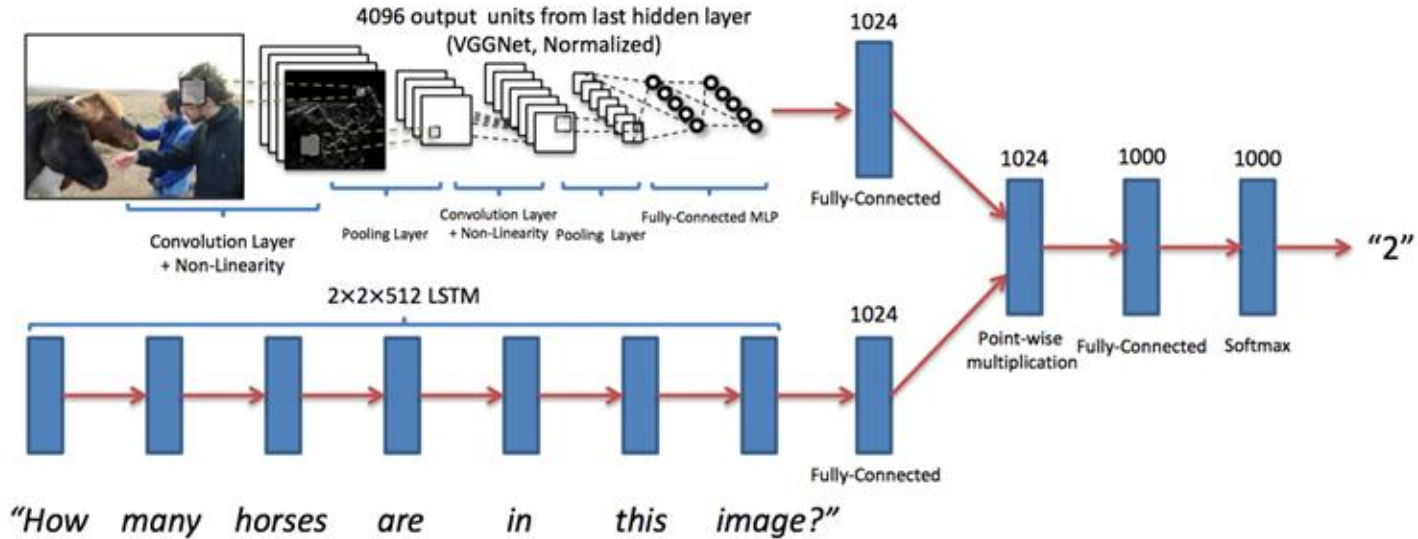 4096 output units from last hidden layer
(VGGNet, Normalized)
1024
Fully-Connected
Convolution Layer
+ Non-Linearity
Pooling Layer
Convolution Layer
+ Non-Linearity
Pooling Layer
Fully-Connected MLP
2×2×512 LSTM
1024
Fully-Connected
1024
Point-wise
multiplication
1000
Fully-Connected
1000
Softmax
“2”
“How many horses are in this image?”